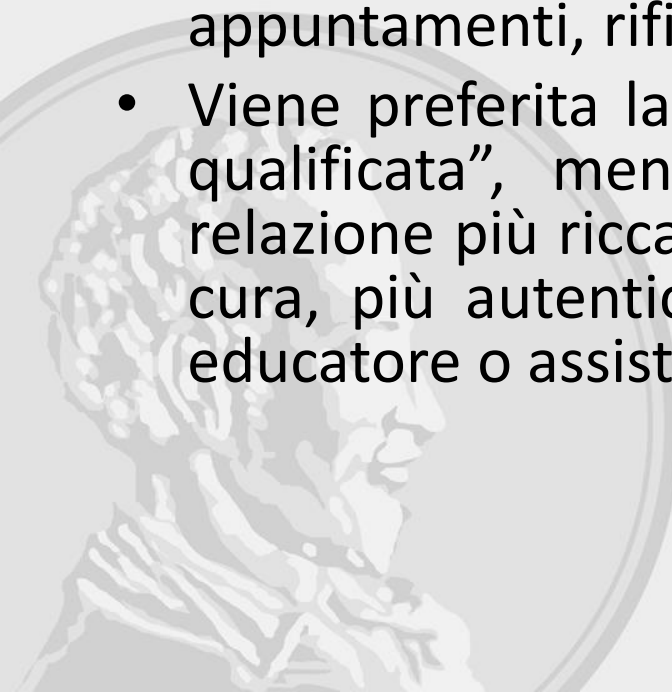 appuntamenti, rifi
• Viene preferita la
qualificata”, men
relazione più ricca
cura, più autentic
educatore o assist